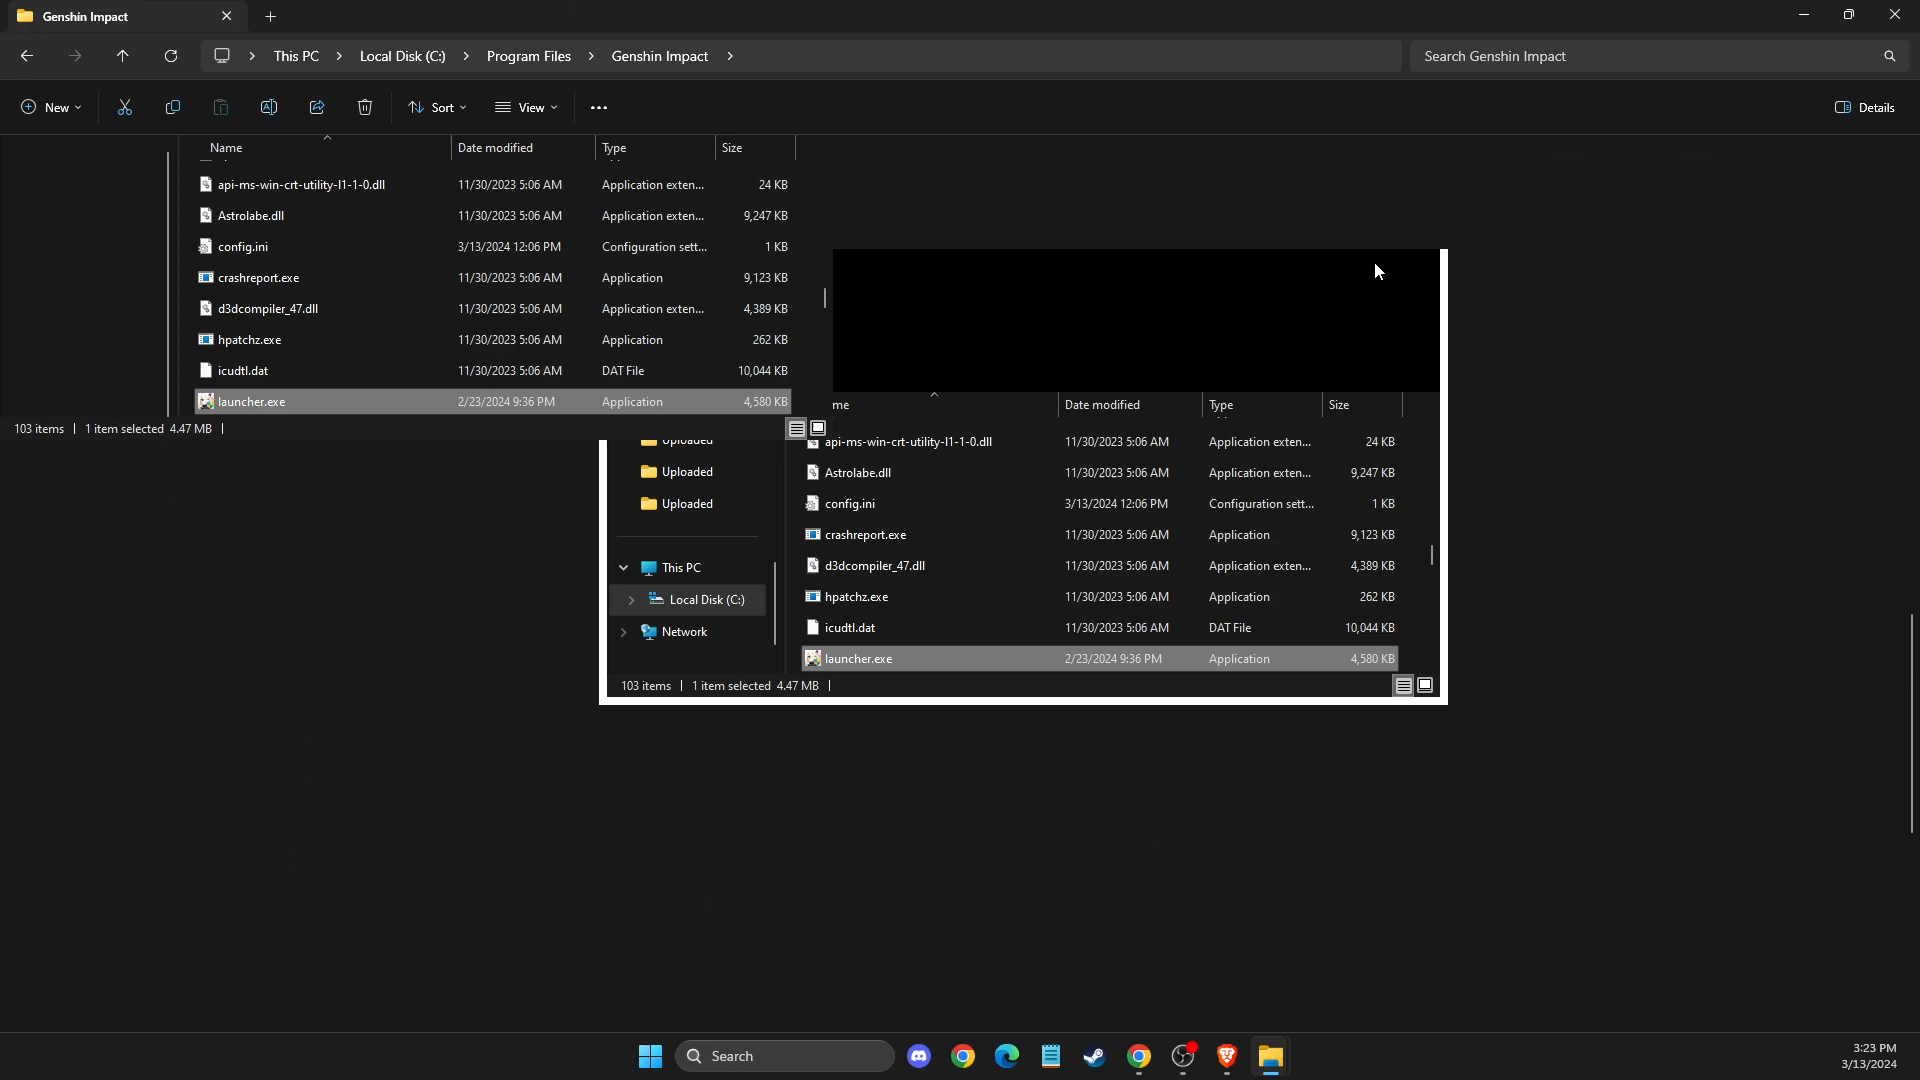 Genshin Impact
This PC > Local Disk (C:) > Program Files > Genshin Impact >
Search Genshin Impact
New
Sort
View
Details
Name Date modified Type Size
api-ms-win-crt-utility-l1-1-0.dll 11/30/2023 5:06 AM Application exten... 24 KB
Astrolabe.dll 11/30/2023 5:06 AM Application exten... 9,247 KB
config.ini 3/13/2024 12:06 PM Configuration sett... 1 KB
crashreport.exe 11/30/2023 5:06 AM Application 9,123 KB
d3dcompiler_47.dll 11/30/2023 5:06 AM Application exten... 4,389 KB
hpatchz.exe 11/30/2023 5:06 AM Application 262 KB
icudtl.dat 11/30/2023 5:06 AM DAT File 10,044 KB
launcher.exe 2/23/2024 9:36 PM Application 4,580 KB
103 items | 1 item selected 4.47 MB |
me Date modified Type Size
Uploaded
Uploaded
Uploaded
This PC
Local Disk (C:)
Network
api-ms-win-crt-utility-l1-1-0.dll 11/30/2023 5:06 AM Application exten... 24 KB
Astrolabe.dll 11/30/2023 5:06 AM Application exten... 9,247 KB
config.ini 3/13/2024 12:06 PM Configuration sett... 1 KB
crashreport.exe 11/30/2023 5:06 AM Application 9,123 KB
d3dcompiler_47.dll 11/30/2023 5:06 AM Application exten... 4,389 KB
hpatchz.exe 11/30/2023 5:06 AM Application 262 KB
icudtl.dat 11/30/2023 5:06 AM DAT File 10,044 KB
launcher.exe 2/23/2024 9:36 PM Application 4,580 KB
103 items | 1 item selected 4.47 MB |
Search
3:23 PM
3/13/2024